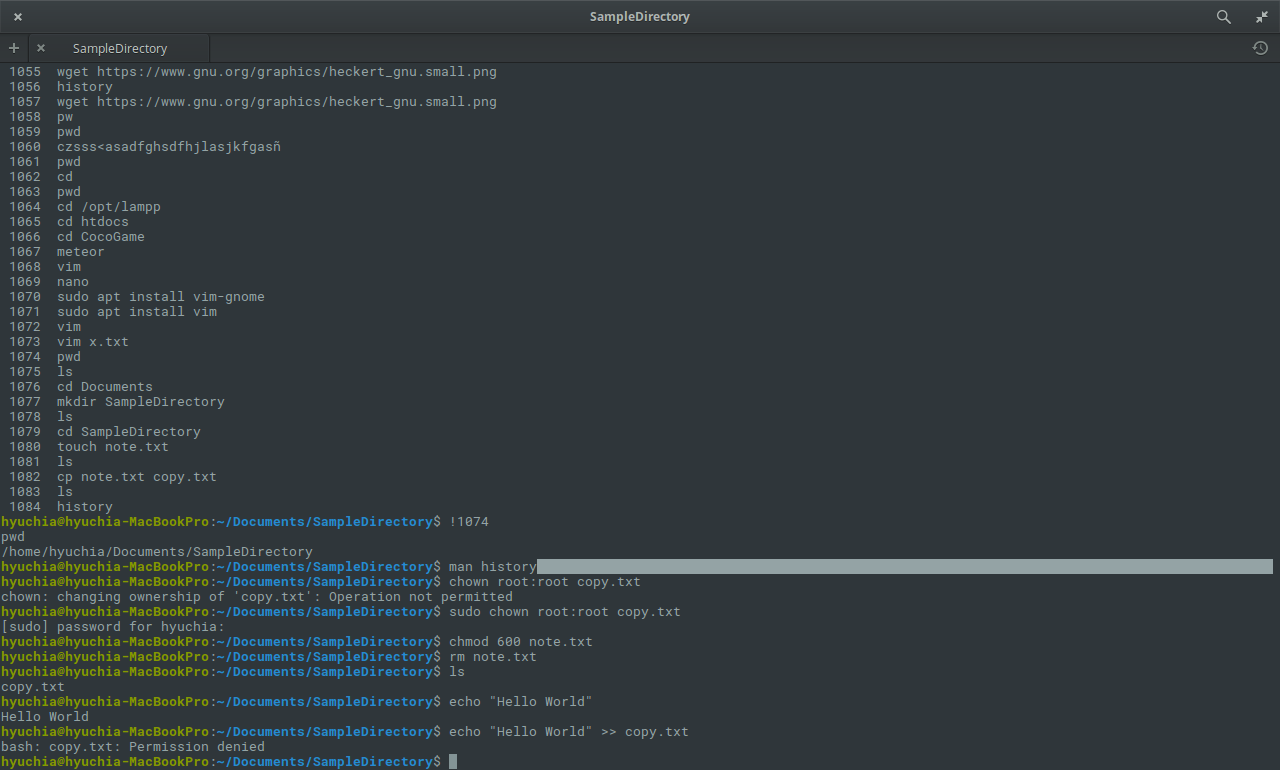 SampleDirectory
SampleDirectory
1055 wget https://www.gnu.org/graphics/heckert_gnu.small.png
1056 history
1057 wget https://www.gnu.org/graphics/heckert_gnu.small.png
1058 pw
1059 pwd
1060 czsss<asadfghsdfhjlasjkfgasñ
1061 pwd
1062 cd
1063 pwd
1064 cd /opt/lampp
1065 cd htdocs
1066 cd CocoGame
1067 meteor
1068 vim
1069 nano
1070 sudo apt install vim-gnome
1071 sudo apt install vim
1072 vim
1073 vim x.txt
1074 pwd
1075 ls
1076 cd Documents
1077 mkdir SampleDirectory
1078 ls
1079 cd SampleDirectory
1080 touch note.txt
1081 ls
1082 cp note.txt copy.txt
1083 ls
1084 history
hyuchia@hyuchia-MacBookPro:~/Documents/SampleDirectory$ !1074
pwd
/home/hyuchia/Documents/SampleDirectory
hyuchia@hyuchia-MacBookPro:~/Documents/SampleDirectory$ man history
hyuchia@hyuchia-MacBookPro:~/Documents/SampleDirectory$ chown root:root copy.txt
chown: changing ownership of 'copy.txt': Operation not permitted
hyuchia@hyuchia-MacBookPro:~/Documents/SampleDirectory$ sudo chown root:root copy.txt
[sudo] password for hyuchia:
hyuchia@hyuchia-MacBookPro:~/Documents/SampleDirectory$ chmod 600 note.txt
hyuchia@hyuchia-MacBookPro:~/Documents/SampleDirectory$ rm note.txt
hyuchia@hyuchia-MacBookPro:~/Documents/SampleDirectory$ ls
copy.txt
hyuchia@hyuchia-MacBookPro:~/Documents/SampleDirectory$ echo "Hello World"
Hello World
hyuchia@hyuchia-MacBookPro:~/Documents/SampleDirectory$ echo "Hello World" >> copy.txt
bash: copy.txt: Permission denied
hyuchia@hyuchia-MacBookPro:~/Documents/SampleDirectory$